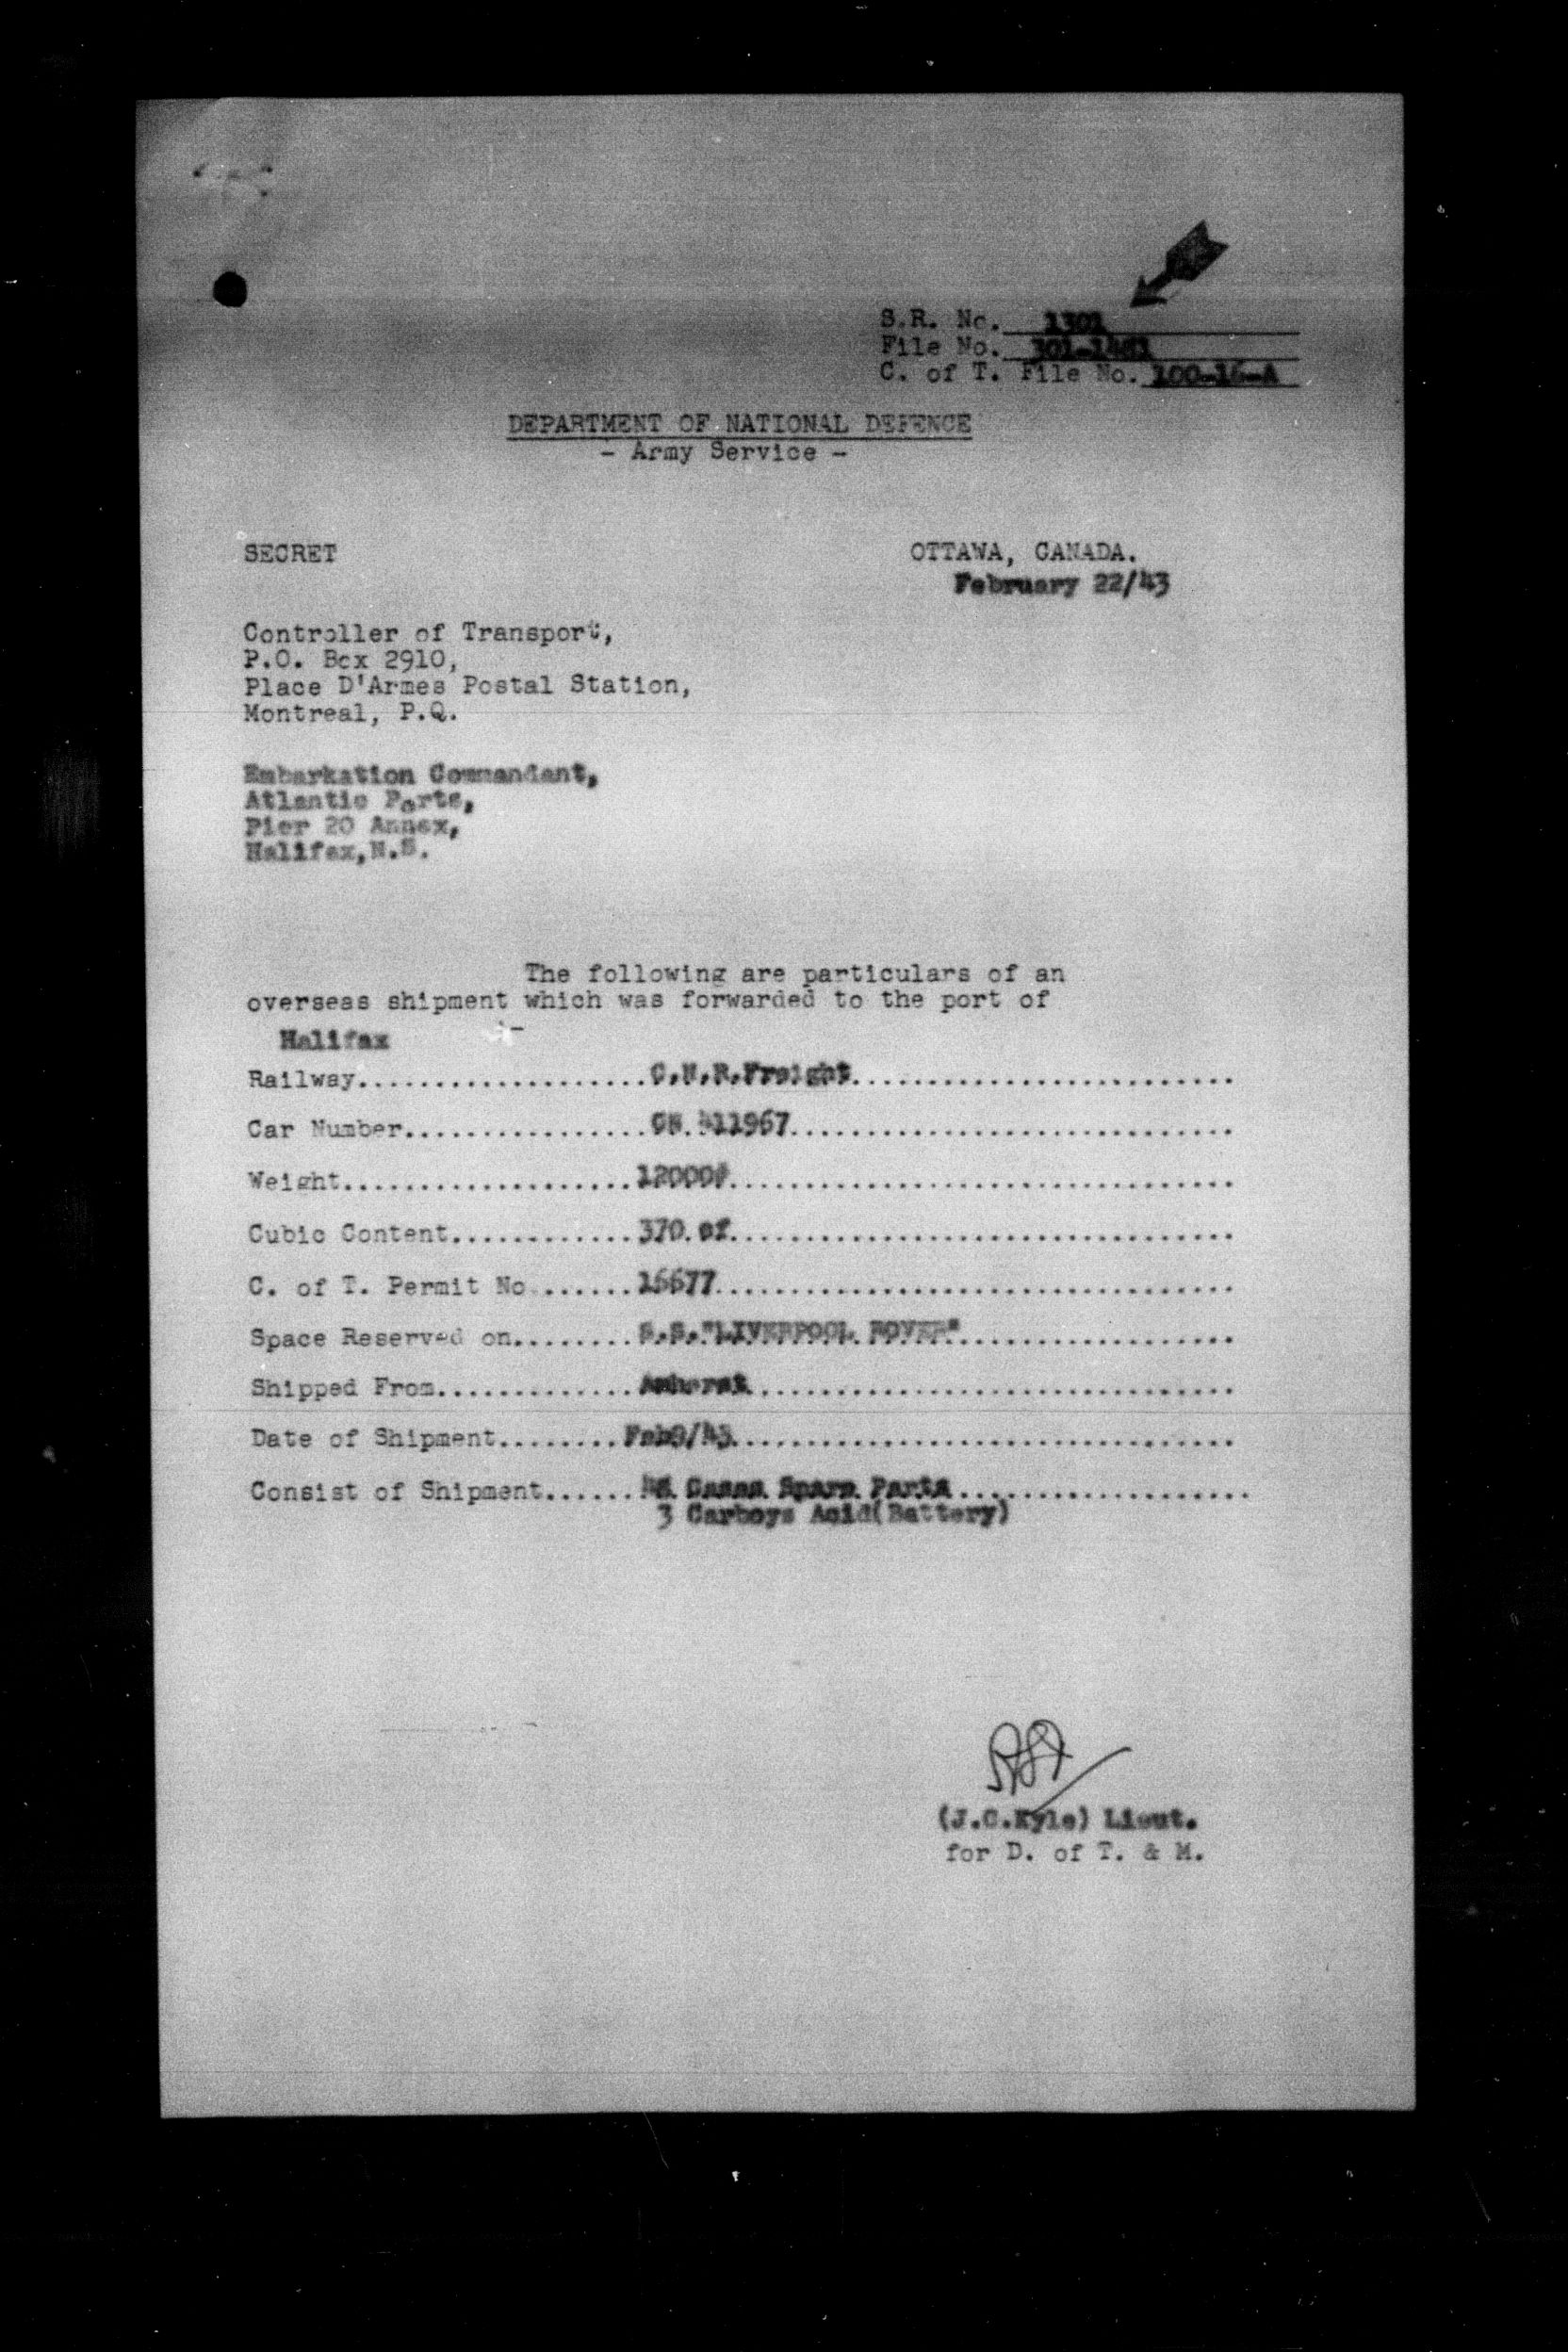 S.R. No. 1301
File No. 301-1481
C. of T. File No. 100-16-A
DEPARTMENT OF NATIONAL DEFENCE
- Army Service -
SECRET
OTTAWA, CANADA.
February 22/43
Controller of Transport,
P.O. Box 2910,
Place D'Armes Postal Station,
Montreal, P.Q.
Embarkation Commandant,
Atlantic Ports,
Pier 20 Annex,
Halifax, N.S.
The following are particulars of an
overseas shipment which was forwarded to the port of
Halifax
Railway....................C.N.R.Freight..........................
Car Number.................CN. 411967.............................
Weight...................12000#.................................
Cubic Content............370. cf.................................
C. of T. Permit No.......16677..................................
Space Reserved on........S.S."LIVERPOOL ROVER"..................
Shipped From.............Amherst................................
Date of Shipment........Feb9/43.................................
Consist of Shipment...... Cases Spare Parts....................
3 Carboys Acid(Battery)
(J.C.Kyle) Lieut.
for D. of T. & M.